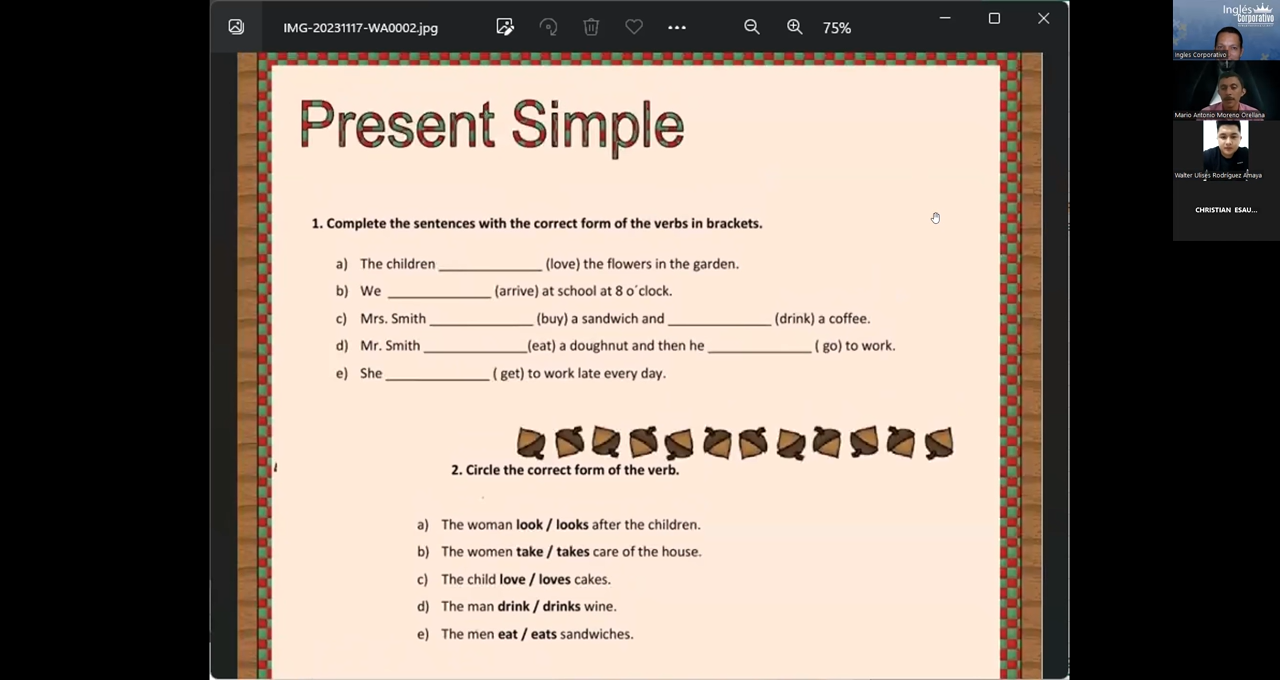 IMG-20231117-WA0002.jpg
75%
Present Simple
1. Complete the sentences with the correct form of the verbs in brackets.
a) The children ______________ (love) the flowers in the garden.
b) We ______________ (arrive) at school at 8 o´clock.
c) Mrs. Smith ______________ (buy) a sandwich and ______________ (drink) a coffee.
d) Mr. Smith ______________(eat) a doughnut and then he ______________ ( go) to work.
e) She ______________ ( get) to work late every day.
2. Circle the correct form of the verb.
a) The woman look / looks after the children.
b) The women take / takes care of the house.
c) The child love / loves cakes.
d) The man drink / drinks wine.
e) The men eat / eats sandwiches.
Inglés
Corporativo
Ingles Corporativo
Mario Antonio Moreno Orellana
Walter Ulises Rodríguez Amaya
CHRISTIAN ESAU...